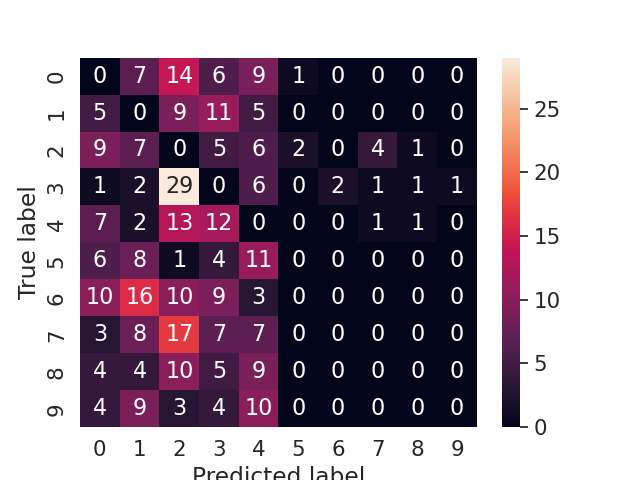 0 0 7 14 6 9 1 0 0 0 0
1 5 0 9 11 5 0 0 0 0 0 25
2 9 7 0 5 6 2 0 4 1 0 20
3 1 2 29 0 6 0 2 1 1 1
4 7 2 13 12 0 0 0 1 1 0 15
5 6 8 1 4 11 0 0 0 0 0
6 10 16 10 9 3 0 0 0 0 0 10
7 3 8 17 7 7 0 0 0 0 0
8 4 4 10 5 9 0 0 0 0 0 5
9 4 9 3 4 10 0 0 0 0 0 0
0 1 2 3 4 5 6 7 8 9
True label
Predicted label